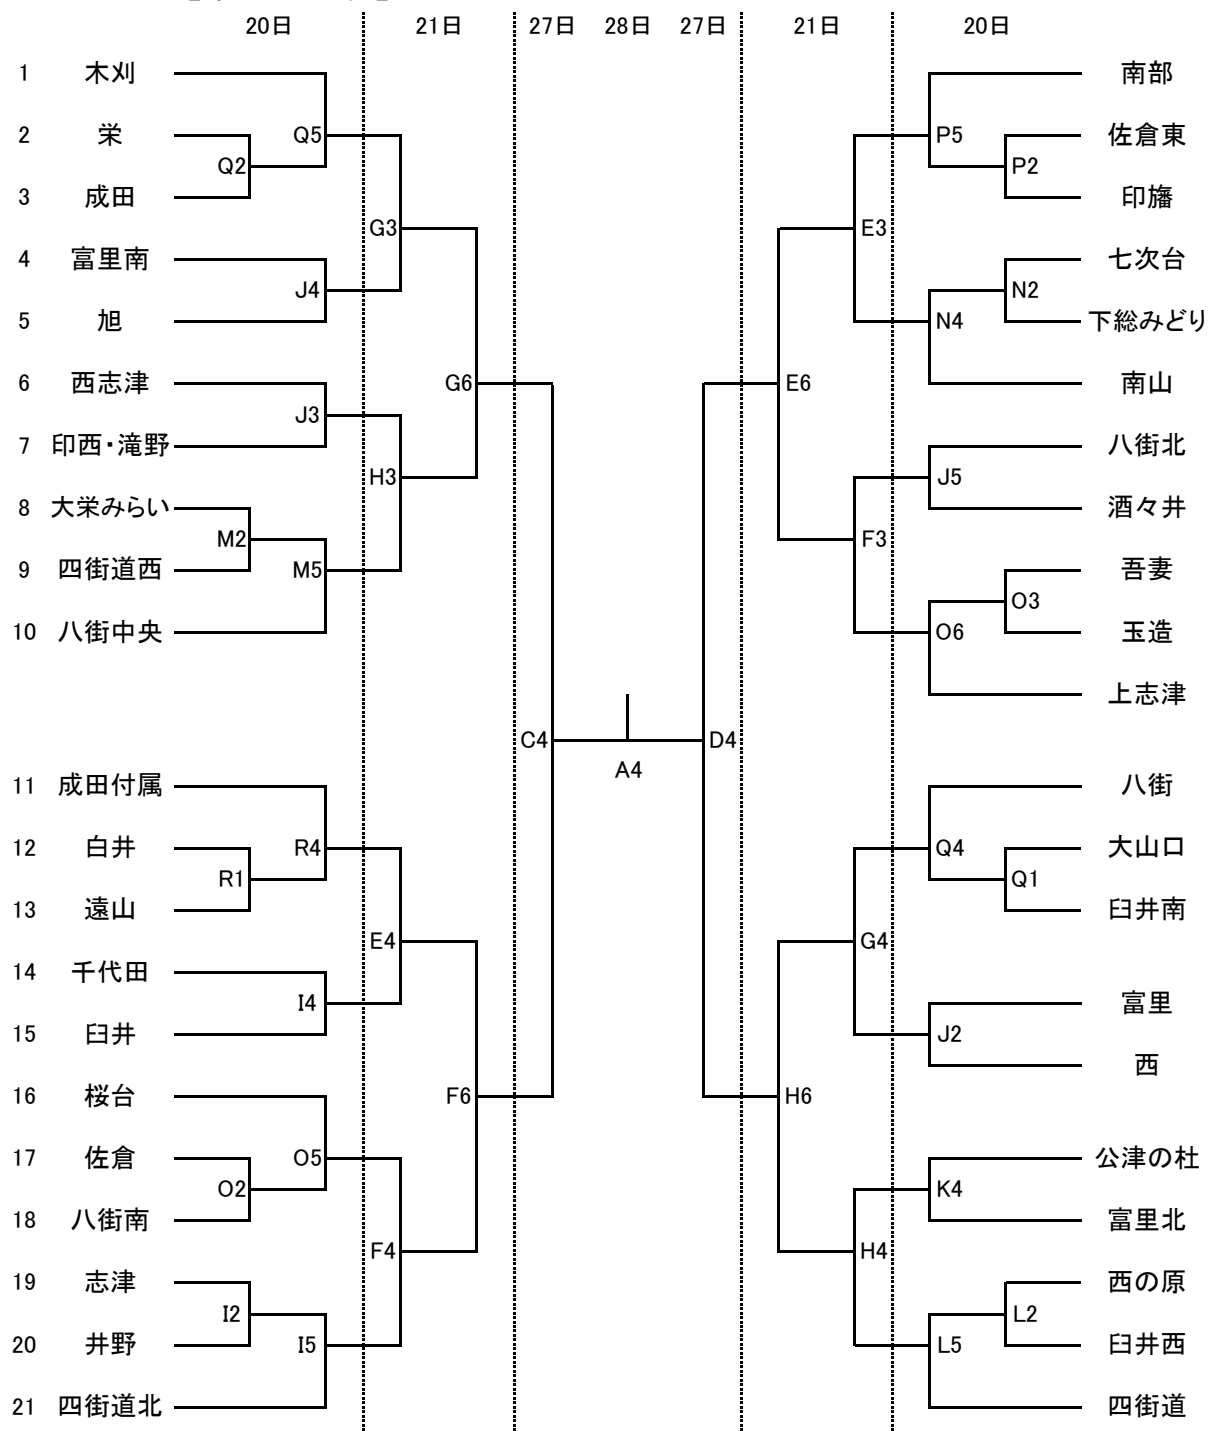 20日 21日 27日 28日 27日 21日 20日
1 木刈 南部
2 栄 Q5 P5 佐倉東
Q2 P2
3 成田 印旛
G3 E3
4 富里南 七次台
J4 N2
5 旭 N4 下総みどり
6 西志津 G6 E6 南山
J3
7 印西・滝野 八街北
H3 J5
8 大栄みらい 酒々井
M2 F3
9 四街道西 M5 吾妻
O3
10 八街中央 O6 玉造
上志津
C4 D4
A4
11 成田付属 八街
12 白井 R4 Q4 大山口
R1 Q1
13 遠山 臼井南
E4 G4
14 千代田 富里
I4 J2
15 臼井 西
16 桜台 F6 H6
17 佐倉 O5 公津の杜
O2 K4
18 八街南 富里北
F4 H4
19 志津 西の原
I2 L2
20 井野 I5 L5 臼井西
21 四街道北 四街道